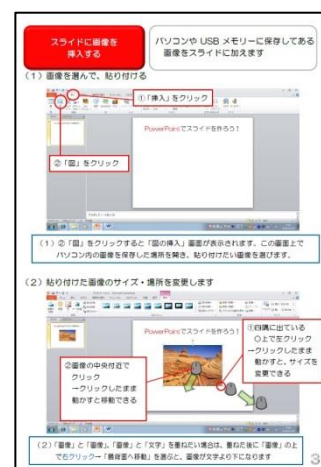 スライドに画像を
挿入する
パソコンや USB メモリーに保存してある
画像をスライドに加えます
(1)画像を選んで、貼り付ける
①「挿入」をクリック
PowerPointでスライドを作ろう!
②「図」をクリック
(1)②「図」をクリックすると「図の挿入」画面が表示されます。この画面上で
パソコン内の画像を保存した場所を開き、貼り付けたい画像を選びます。
(2)貼り付けた画像のサイズ・場所を変更します
PowerPointでスライドを作ろう!
①四隅に出ている
○上で左クリック
→クリックしたまま
動かすと、サイズを
変更できる
②画像の中央付近で
クリック
→クリックしたまま
動かすと移動できる
(2)「画像」と「画像」、「画像」と「文字」を重ねたい場合は、重ねた後に「画像」の上
で右クリック→「最背面へ移動」を選ぶと、画像が文字より下になります
3